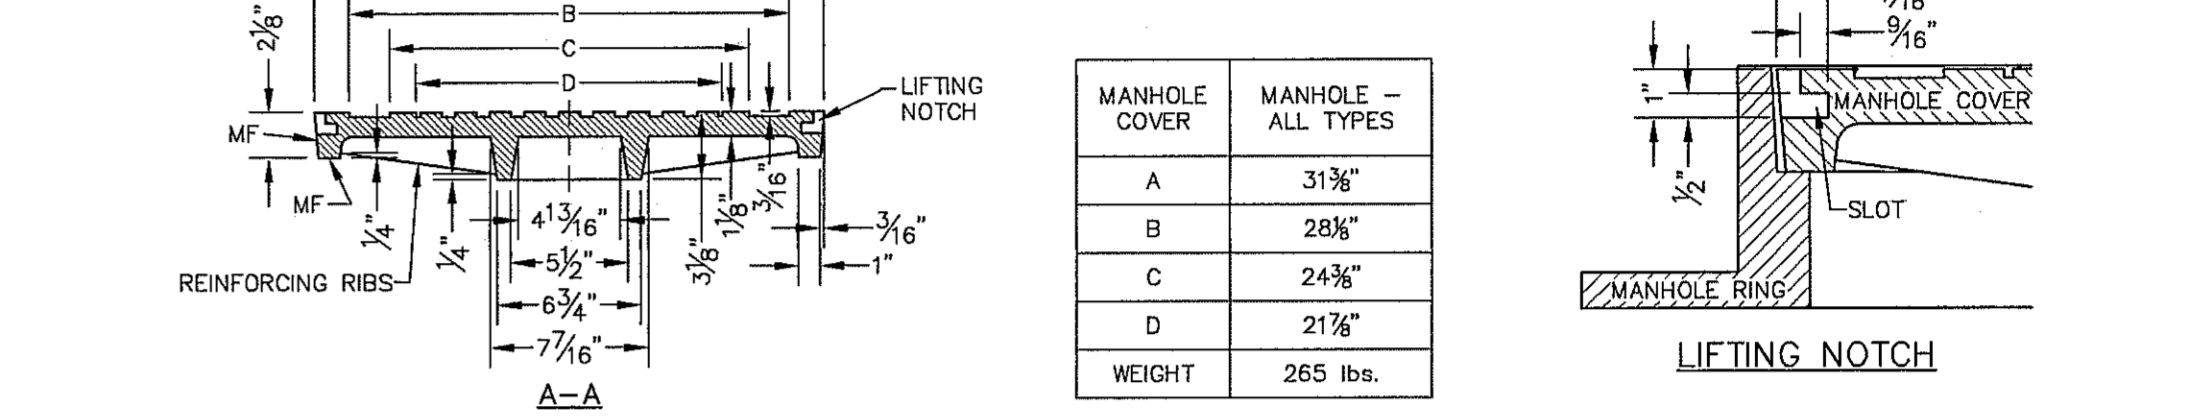 2⅛"
B
C
D
LIFTING
NOTCH
MF
MF
¼"
¼"
4 13/16"
5½"
6¾"
7 7/16"
3⅛"
1⅛"
3/16"
3/16"
1"
REINFORCING RIBS
A–A
MANHOLE COVER | MANHOLE – ALL TYPES
A 31⅜"
B 28⅛"
C 24⅜"
D 21⅞"
WEIGHT 265 lbs.
9/16"
1"
½"
MANHOLE COVER
SLOT
MANHOLE RING
LIFTING NOTCH